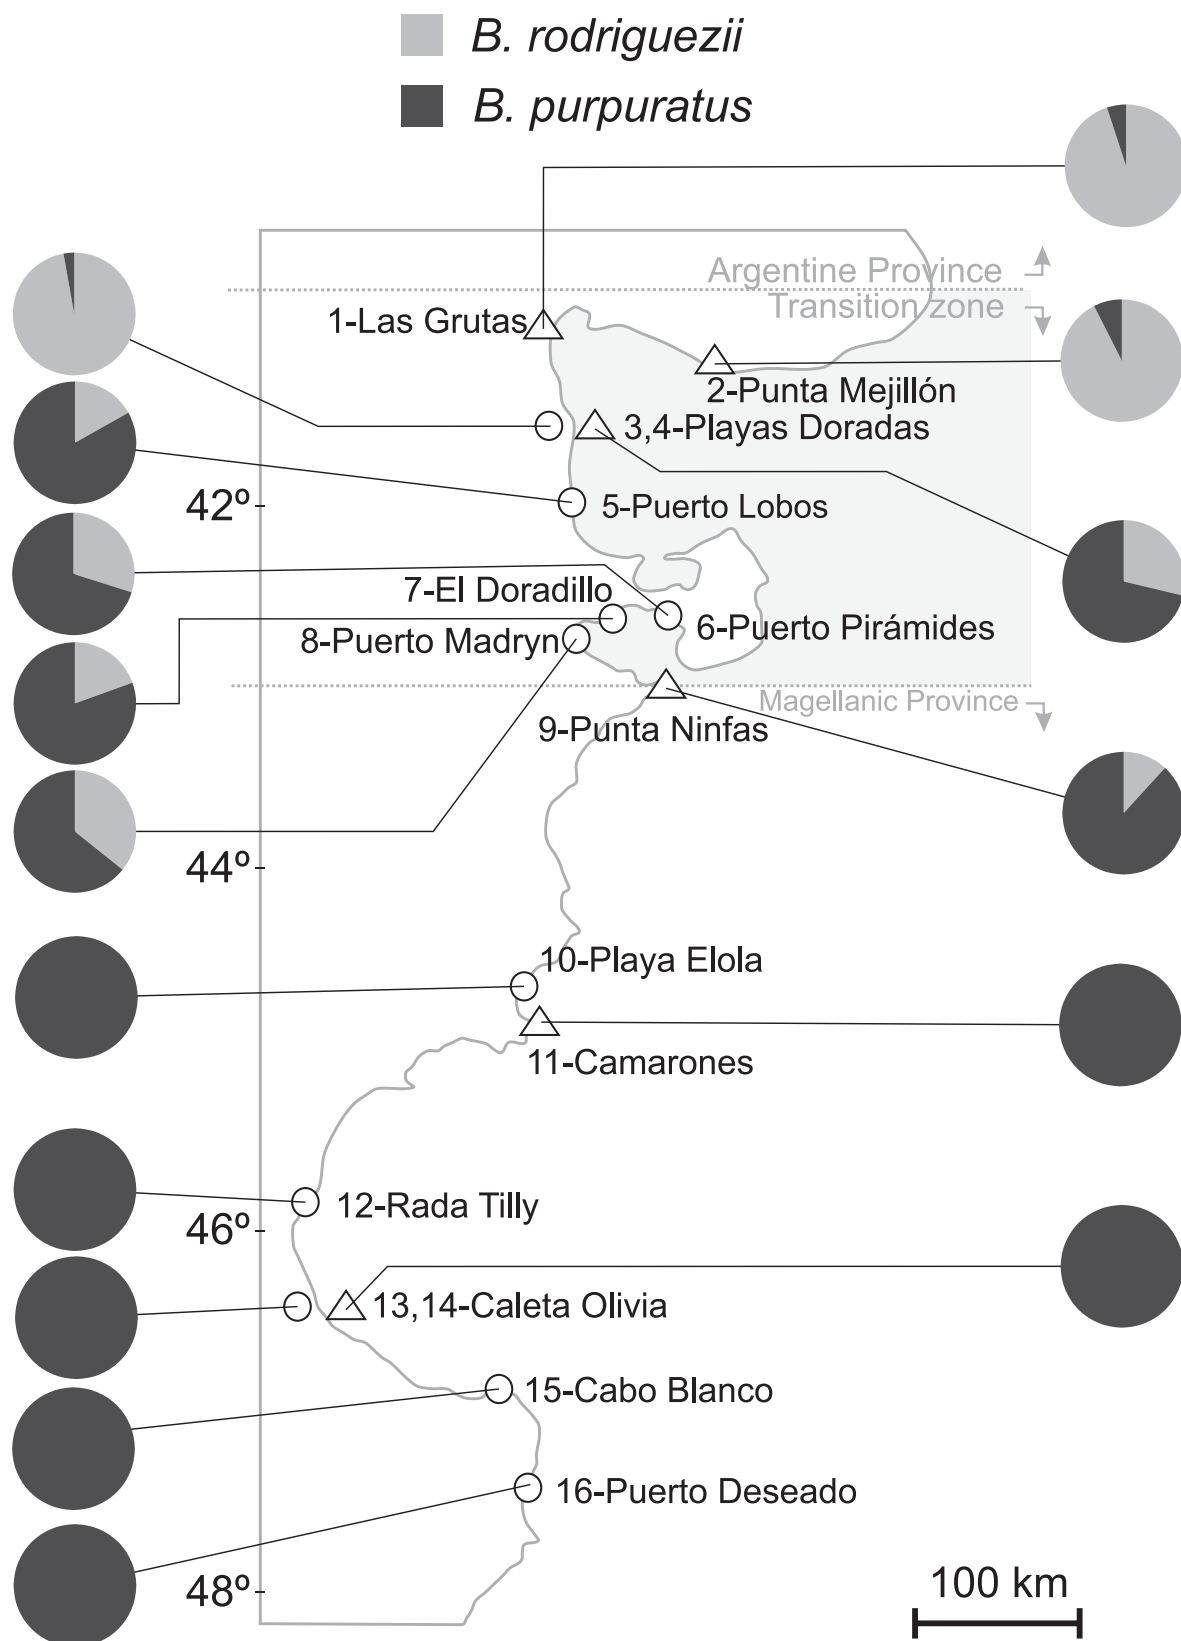 B. rodriguezii
B. purpuratus
Argentine Province
Transition zone
1-Las Grutas
2-Punta Mejillón
3,4-Playas Doradas
42º
5-Puerto Lobos
7-El Doradillo
6-Puerto Pirámides
8-Puerto Madryn
Magellanic Province
9-Punta Ninfas
44º
10-Playa Elola
11-Camarones
12-Rada Tilly
46º
13,14-Caleta Olivia
15-Cabo Blanco
16-Puerto Deseado
48º
100 km